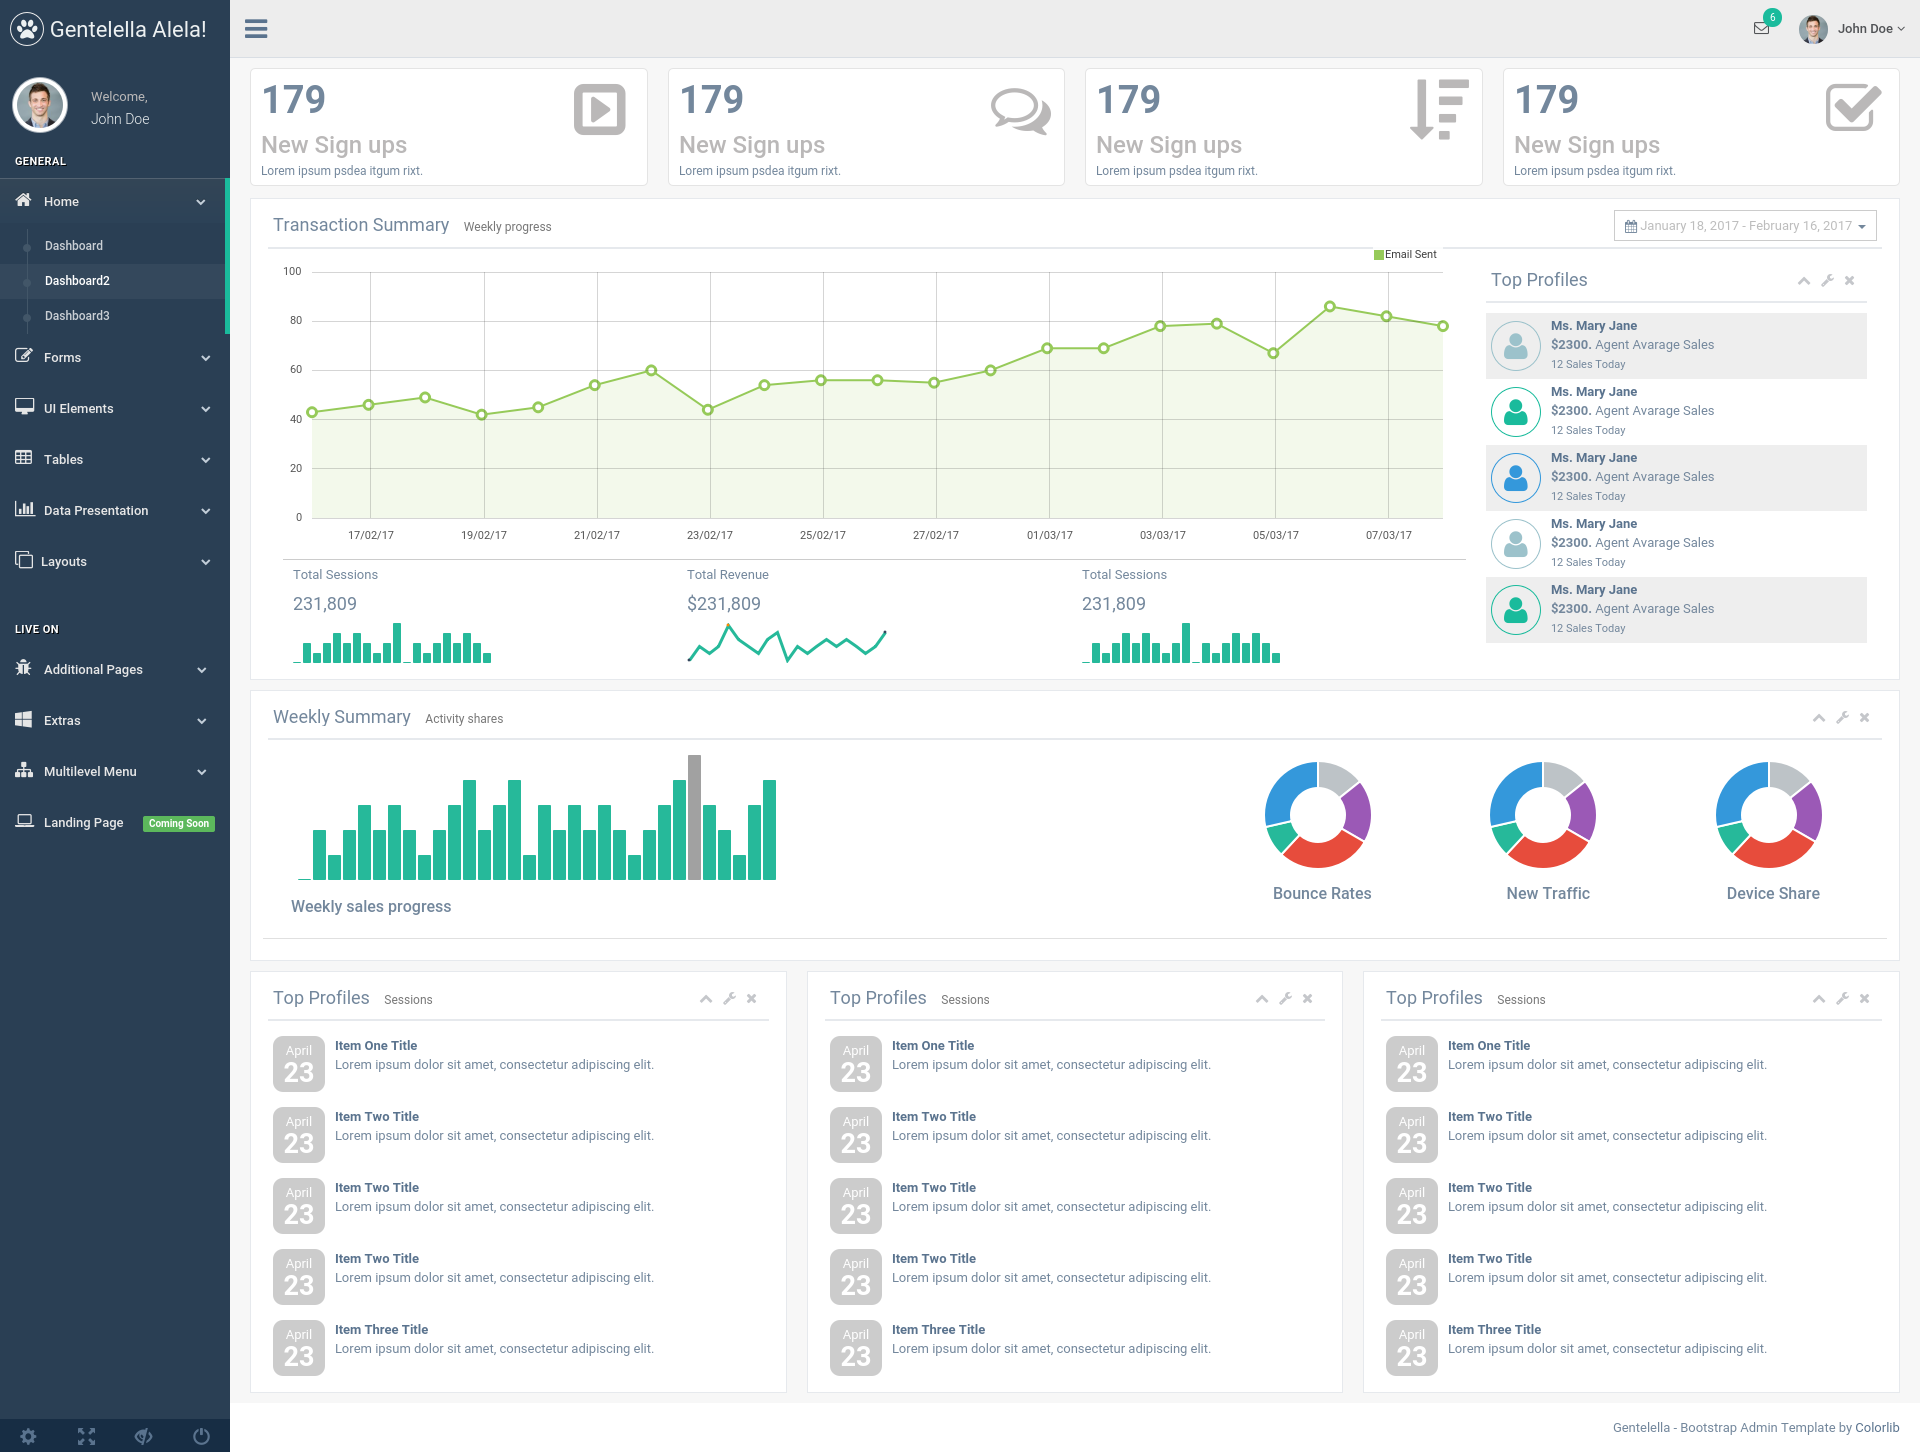 Gentelella Alela!
Welcome,
John Doe
GENERAL
Home
Dashboard
Dashboard2
Dashboard3
Forms
UI Elements
Tables
Data Presentation
Layouts
LIVE ON
Additional Pages
Extras
Multilevel Menu
Landing Page Coming Soon
6
John Doe
179
New Sign ups
Lorem ipsum psdea itgum rixt.
179
New Sign ups
Lorem ipsum psdea itgum rixt.
179
New Sign ups
Lorem ipsum psdea itgum rixt.
179
New Sign ups
Lorem ipsum psdea itgum rixt.
Transaction Summary Weekly progress
January 18, 2017 - February 16, 2017
Email Sent
100
80
60
40
20
0
17/02/17 19/02/17 21/02/17 23/02/17 25/02/17 27/02/17 01/03/17 03/03/17 05/03/17 07/03/17
Total Sessions
231,809
Total Revenue
$231,809
Total Sessions
231,809
Top Profiles
Ms. Mary Jane
$2300. Agent Avarage Sales
12 Sales Today
Ms. Mary Jane
$2300. Agent Avarage Sales
12 Sales Today
Ms. Mary Jane
$2300. Agent Avarage Sales
12 Sales Today
Ms. Mary Jane
$2300. Agent Avarage Sales
12 Sales Today
Ms. Mary Jane
$2300. Agent Avarage Sales
12 Sales Today
Weekly Summary Activity shares
Weekly sales progress
Bounce Rates
New Traffic
Device Share
Top Profiles Sessions
April
23
Item One Title
Lorem ipsum dolor sit amet, consectetur adipiscing elit.
April
23
Item Two Title
Lorem ipsum dolor sit amet, consectetur adipiscing elit.
April
23
Item Two Title
Lorem ipsum dolor sit amet, consectetur adipiscing elit.
April
23
Item Two Title
Lorem ipsum dolor sit amet, consectetur adipiscing elit.
April
23
Item Three Title
Lorem ipsum dolor sit amet, consectetur adipiscing elit.
Top Profiles Sessions
April
23
Item One Title
Lorem ipsum dolor sit amet, consectetur adipiscing elit.
April
23
Item Two Title
Lorem ipsum dolor sit amet, consectetur adipiscing elit.
April
23
Item Two Title
Lorem ipsum dolor sit amet, consectetur adipiscing elit.
April
23
Item Two Title
Lorem ipsum dolor sit amet, consectetur adipiscing elit.
April
23
Item Three Title
Lorem ipsum dolor sit amet, consectetur adipiscing elit.
Top Profiles Sessions
April
23
Item One Title
Lorem ipsum dolor sit amet, consectetur adipiscing elit.
April
23
Item Two Title
Lorem ipsum dolor sit amet, consectetur adipiscing elit.
April
23
Item Two Title
Lorem ipsum dolor sit amet, consectetur adipiscing elit.
April
23
Item Two Title
Lorem ipsum dolor sit amet, consectetur adipiscing elit.
April
23
Item Three Title
Lorem ipsum dolor sit amet, consectetur adipiscing elit.
Gentelella - Bootstrap Admin Template by Colorlib